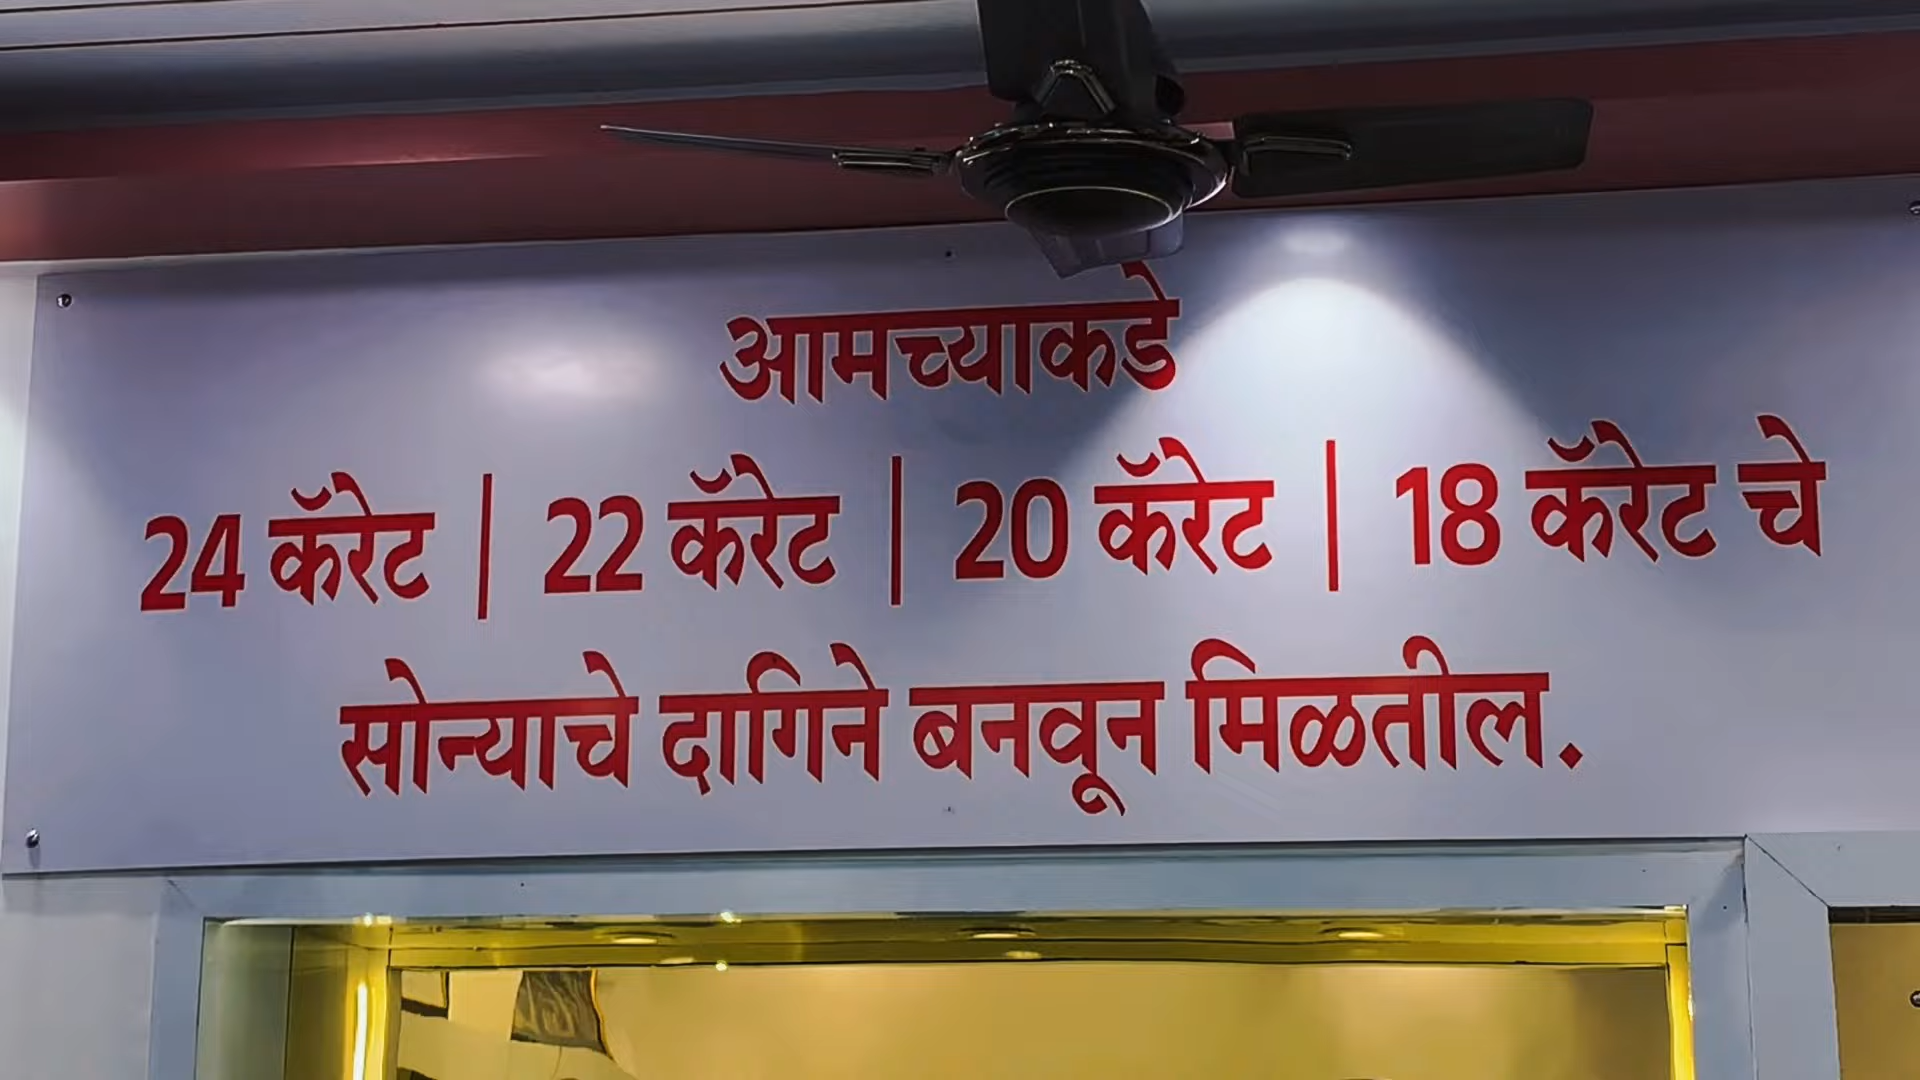 आमच्याकडे
24 कॅरेट | 22 कॅरेट | 20 कॅरेट | 18 कॅरेट चे
सोन्याचे दागिने बनवून मिळतील.